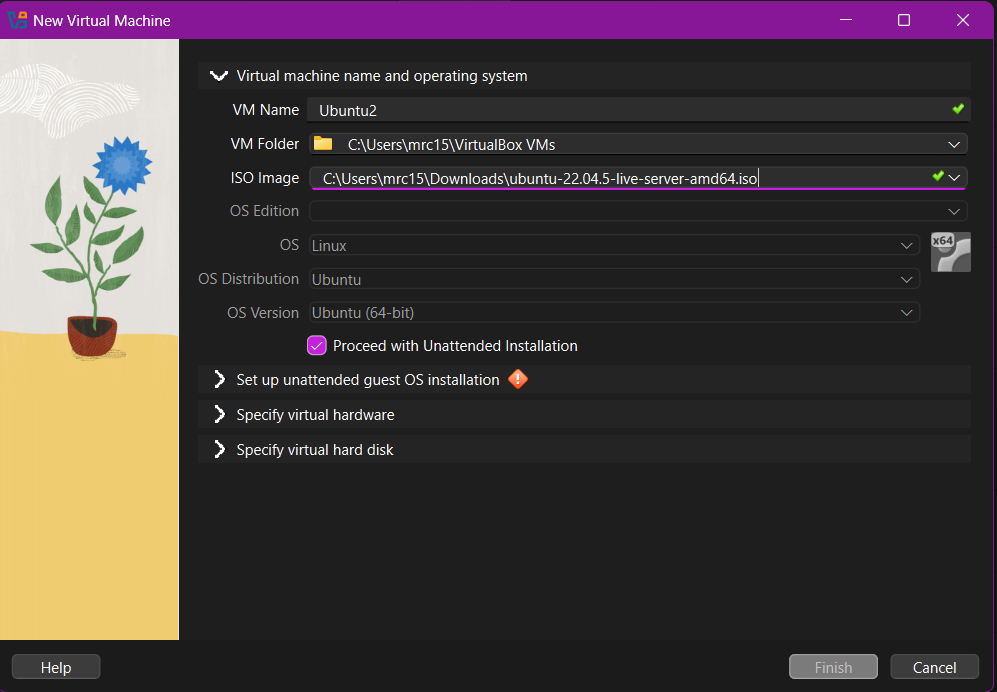 New Virtual Machine
Virtual machine name and operating system
VM Name Ubuntu2
VM Folder C:\Users\mrc15\VirtualBox VMs
ISO Image C:\Users\mrc15\Downloads\ubuntu-22.04.5-live-server-amd64.iso
OS Edition
OS Linux
x64
OS Distribution Ubuntu
OS Version Ubuntu (64-bit)
Proceed with Unattended Installation
Set up unattended guest OS installation
Specify virtual hardware
Specify virtual hard disk
Help Finish Cancel